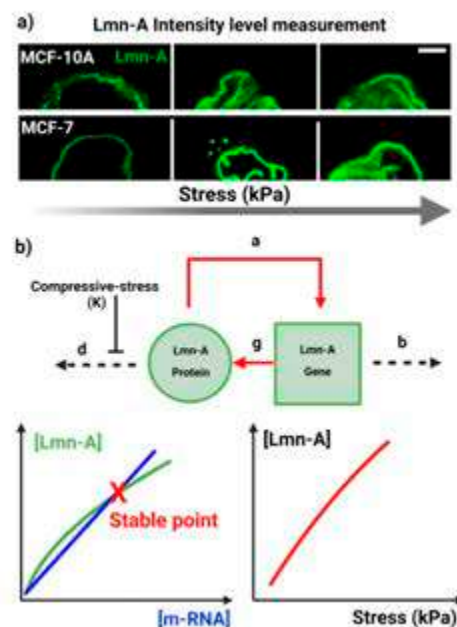 a)
Lmn-A Intensity level measurement
MCF-10A
Lmn-A
MCF-7
Stress (kPa)
b)
a
Compressive-stress
(K)
d
Lmn-A
Protein
g
Lmn-A
Gene
b
[Lmn-A]
X
Stable point
[m-RNA]
[Lmn-A]
Stress (kPa)